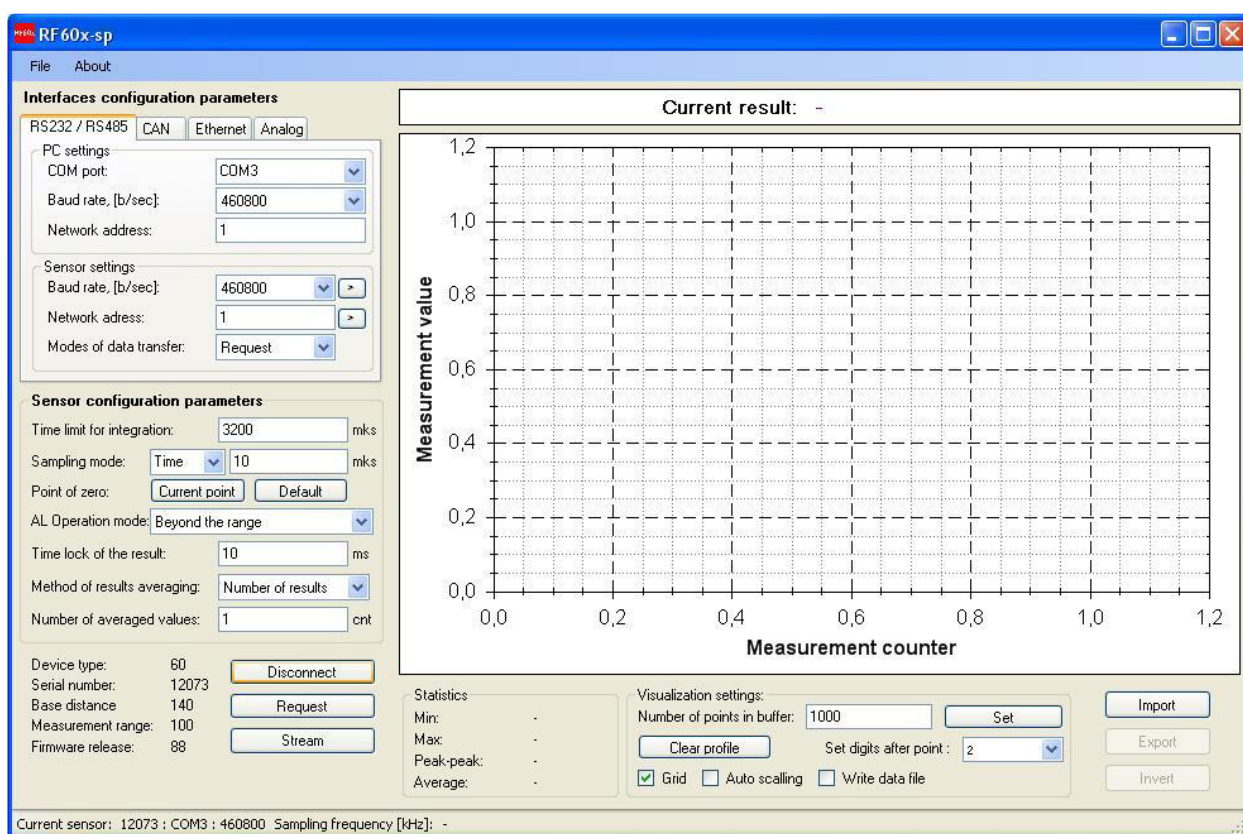 RF60x RF60x-sp
File About
Interfaces configuration parameters
RS232 / RS485 CAN Ethernet Analog
PC settings
COM port: COM3
Baud rate, [b/sec]: 460800
Network address: 1
Sensor settings
Baud rate, [b/sec]: 460800 >
Network adress: 1 >
Modes of data transfer: Request
Sensor configuration parameters
Time limit for integration: 3200 mks
Sampling mode: Time 10 mks
Point of zero: Current point Default
AL Operation mode: Beyond the range
Time lock of the result: 10 ms
Method of results averaging: Number of results
Number of averaged values: 1 cnt
Device type: 60
Serial number: 12073
Base distance 140
Measurement range: 100
Firmware release: 88
Disconnect
Request
Stream
Current result: -
Measurement value
1,2
1,0
0,8
0,6
0,4
0,2
0,0
0,0 0,2 0,4 0,6 0,8 1,0 1,2
Measurement counter
Statistics
Min: -
Max: -
Peak-peak: -
Average: -
Visualization settings:
Number of points in buffer: 1000 Set
Clear profile Set digits after point : 2
Grid Auto scalling Write data file
Import
Export
Invert
Current sensor: 12073 : COM3 : 460800 Sampling frequency [kHz]: -